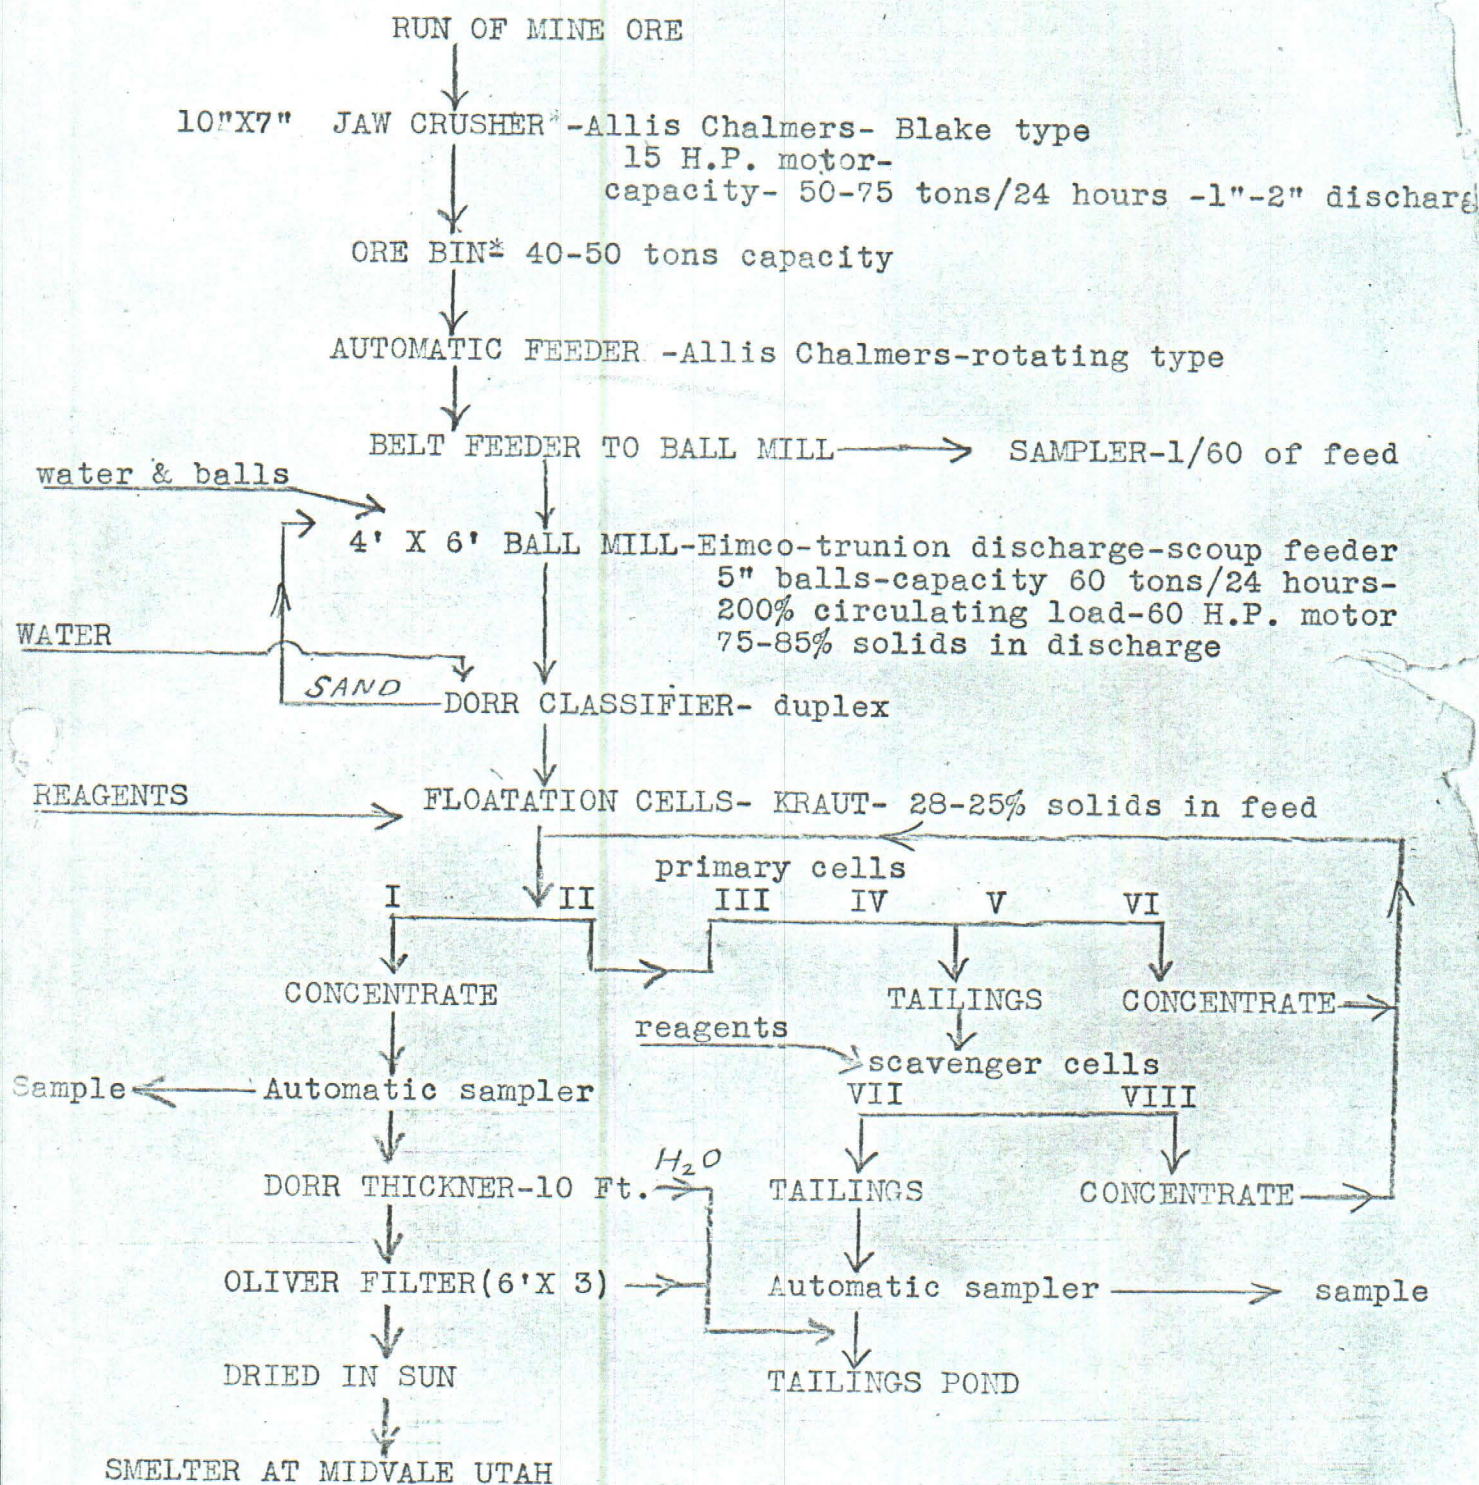 RUN OF MINE ORE
10"X7" JAW CRUSHER*-Allis Chalmers- Blake type
15 H.P. motor-
capacity- 50-75 tons/24 hours -1"-2" discharg
ORE BIN* 40-50 tons capacity
AUTOMATIC FEEDER -Allis Chalmers-rotating type
BELT FEEDER TO BALL MILL
SAMPLER-1/60 of feed
water & balls
4' X 6' BALL MILL-Eimco-trunion discharge-scoup feeder
5" balls-capacity 60 tons/24 hours-
200% circulating load-60 H.P. motor
75-85% solids in discharge
WATER
SAND
DORR CLASSIFIER- duplex
REAGENTS
FLOATATION CELLS- KRAUT- 28-25% solids in feed
primary cells
I II III IV V VI
CONCENTRATE
TAILINGS
CONCENTRATE
reagents
scavenger cells
Sample
Automatic sampler
VII VIII
H₂O
DORR THICKNER-10 Ft.
TAILINGS
CONCENTRATE
OLIVER FILTER(6'X 3)
Automatic sampler
sample
DRIED IN SUN
TAILINGS POND
SMELTER AT MIDVALE UTAH